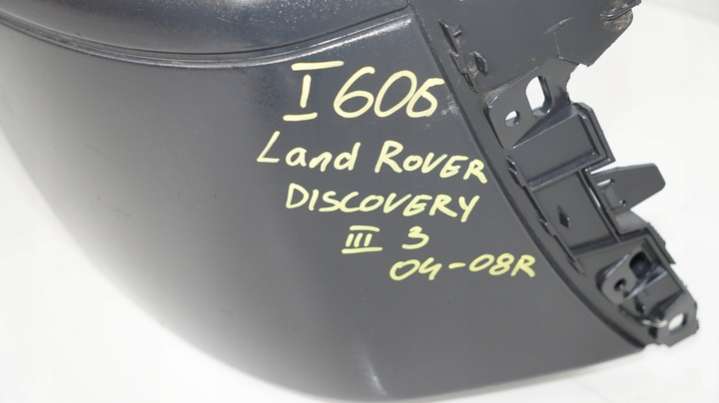 I606
Land ROVER
DISCOVERY
III 3
04-08R